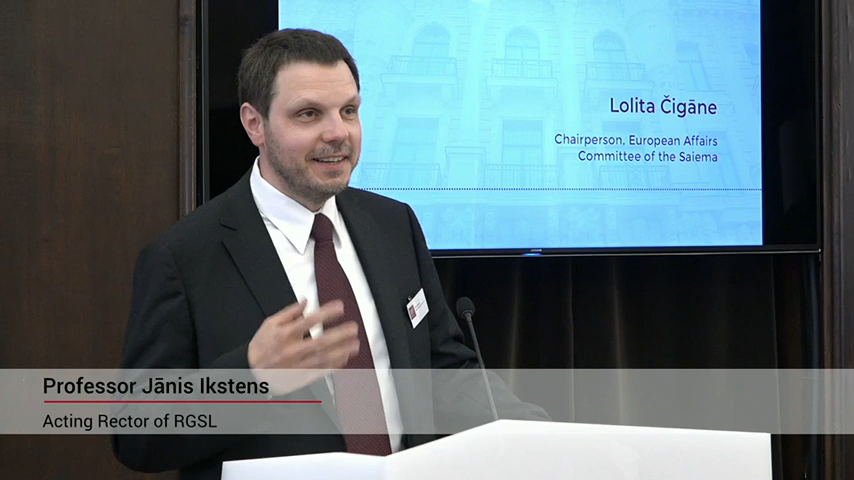 Lolita Čigāne
Chairperson, European Affairs
Committee of the Saiema
Professor Jānis Ikstens
Acting Rector of RGSL